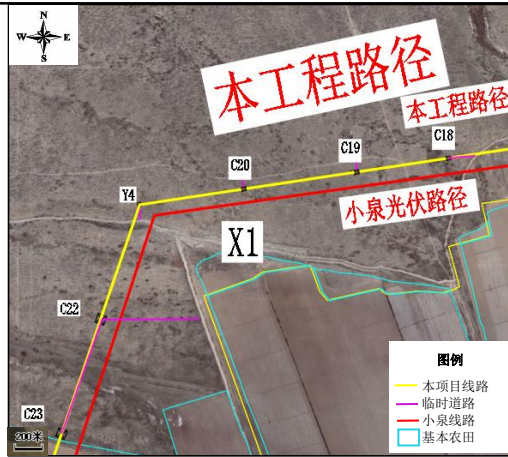 N
W E
S
本工程路径
本工程路径
C18
C19
C20
小泉光伏路径
Y4
X1
C22
C23
200米
图例
本项目线路
临时道路
小泉线路
基本农田